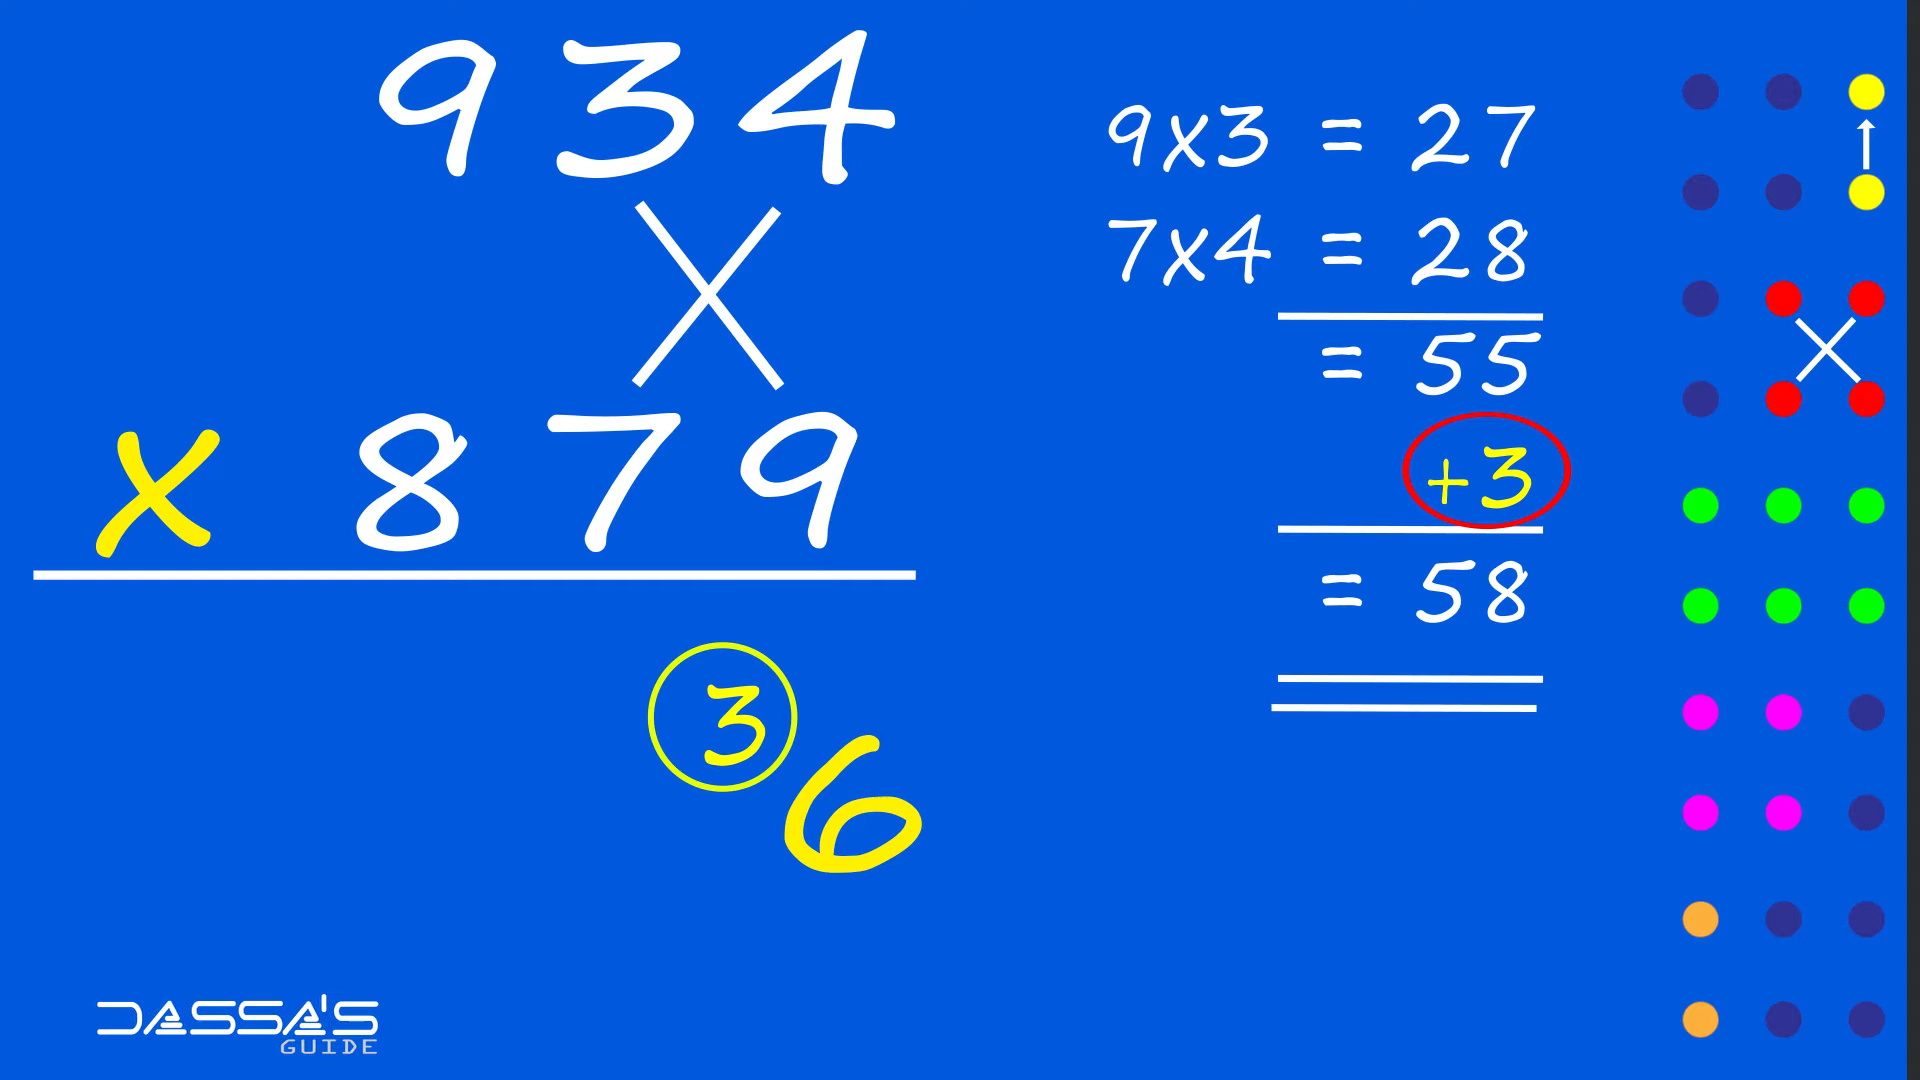 934
x 879
3
6
9x3 = 27
7x4 = 28
= 55
+3
= 58
DASSA'S
GUIDE